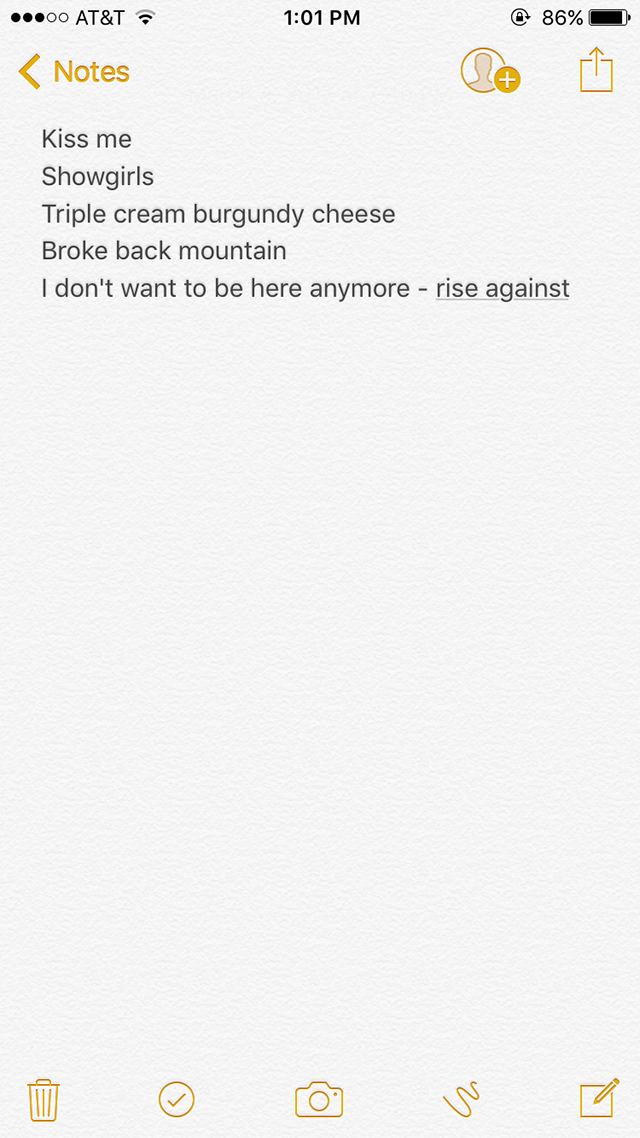 AT&T 1:01 PM 86%
Notes
Kiss me
Showgirls
Triple cream burgundy cheese
Broke back mountain
I don't want to be here anymore - rise against